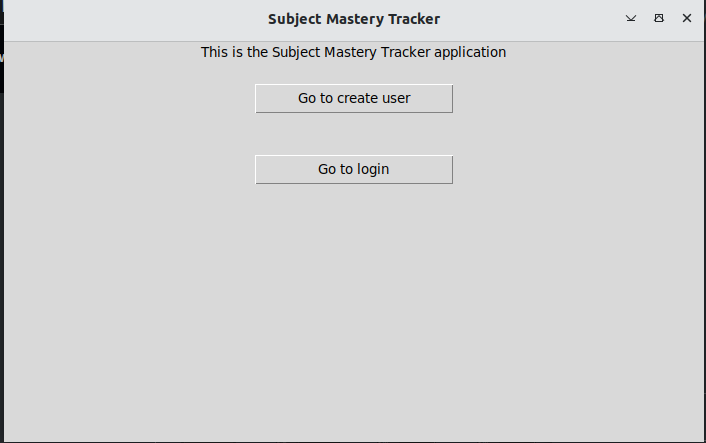 Subject Mastery Tracker
This is the Subject Mastery Tracker application
Go to create user
Go to login